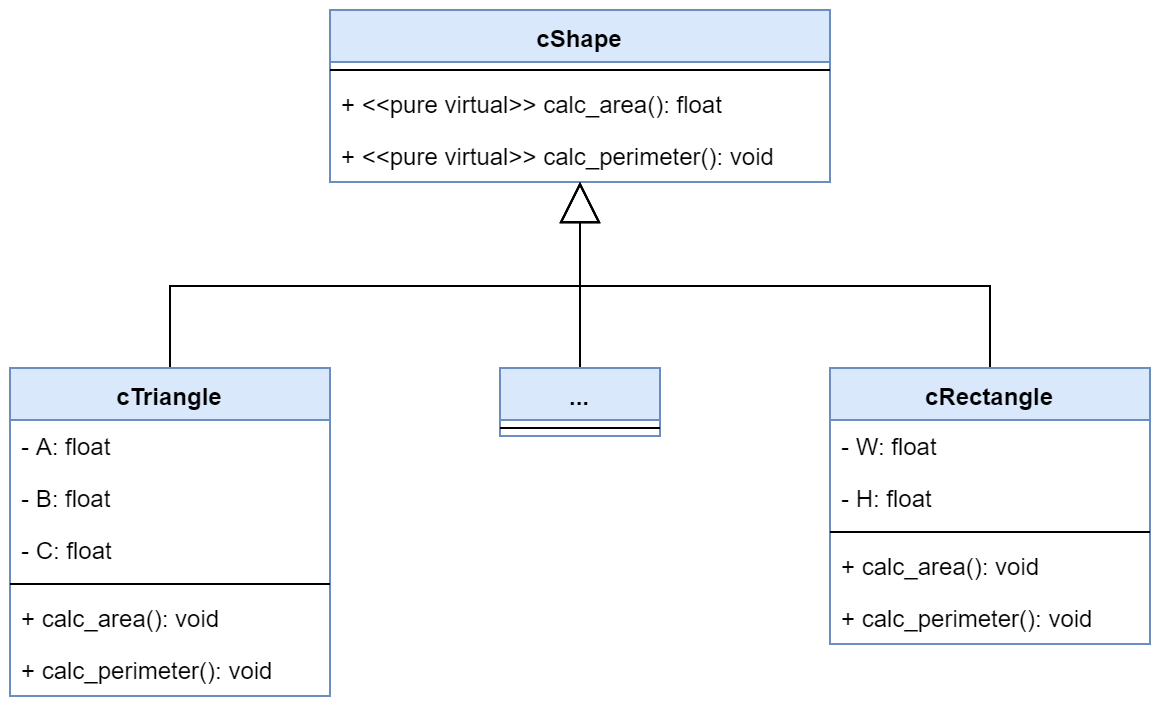 cShape
+ <<pure virtual>> calc_area(): float
+ <<pure virtual>> calc_perimeter(): void
cTriangle
- A: float
- B: float
- C: float
+ calc_area(): void
+ calc_perimeter(): void
...
cRectangle
- W: float
- H: float
+ calc_area(): void
+ calc_perimeter(): void